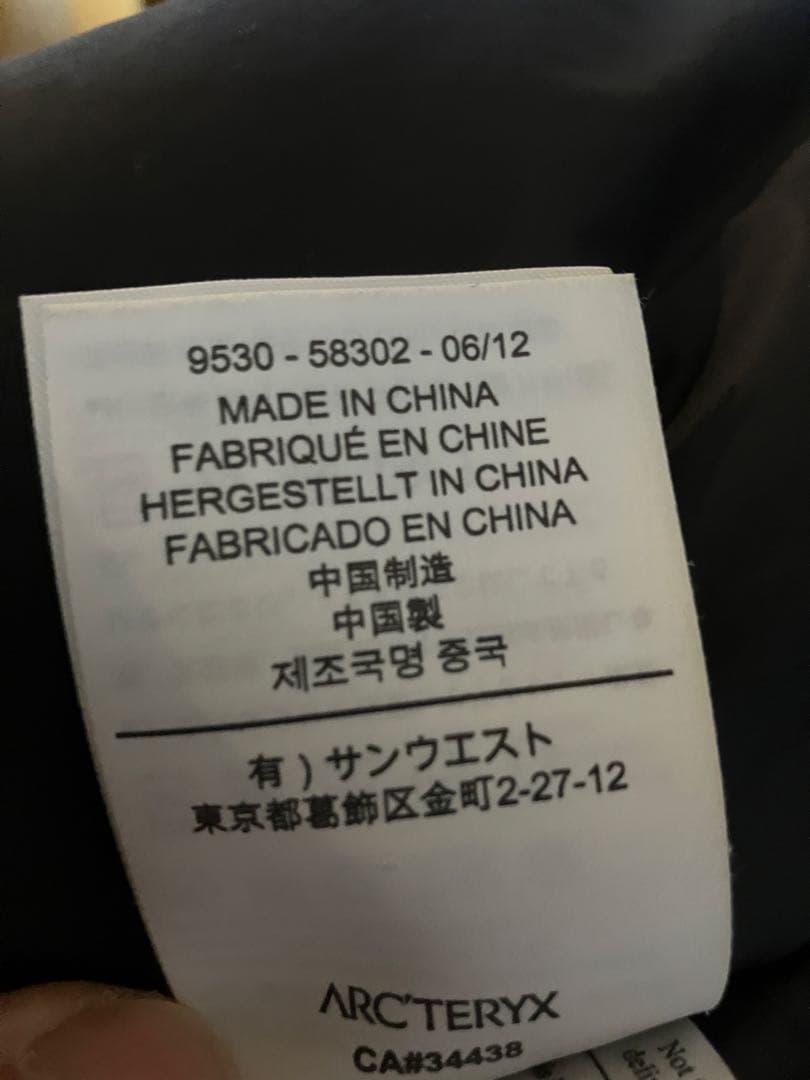 9530 - 58302 - 06/12
MADE IN CHINA
FABRIQUÉ EN CHINE
HERGESTELLT IN CHINA
FABRICADO EN CHINA
中国制造
中国製
제조국명 중국
有）サンウエスト
東京都葛飾区金町2-27-12
ARC'TERYX
CA#34438
Not